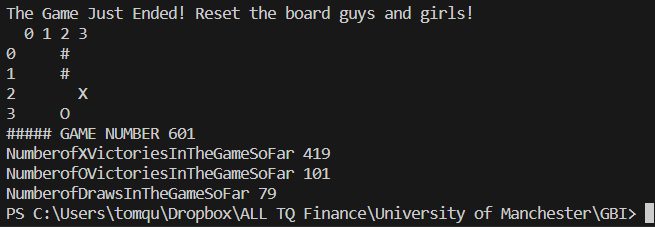 The Game Just Ended! Reset the board guys and girls!
  0 1 2 3
0     #
1     #
2       X
3     O
##### GAME NUMBER 601
NumberofXVictoriesInTheGameSoFar 419
NumberofOVictoriesInTheGameSoFar 101
NumberofDrawsInTheGameSoFar 79
PS C:\Users\tomqu\Dropbox\ALL TQ Finance\University of Manchester\GBI>